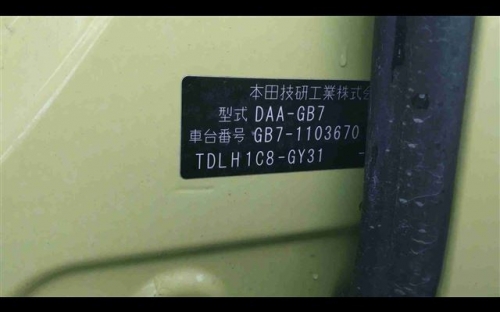 本田技研工業株式会
型式 DAA-GB7
車台番号 GB7-1103670
TDLH1C8-GY31 -